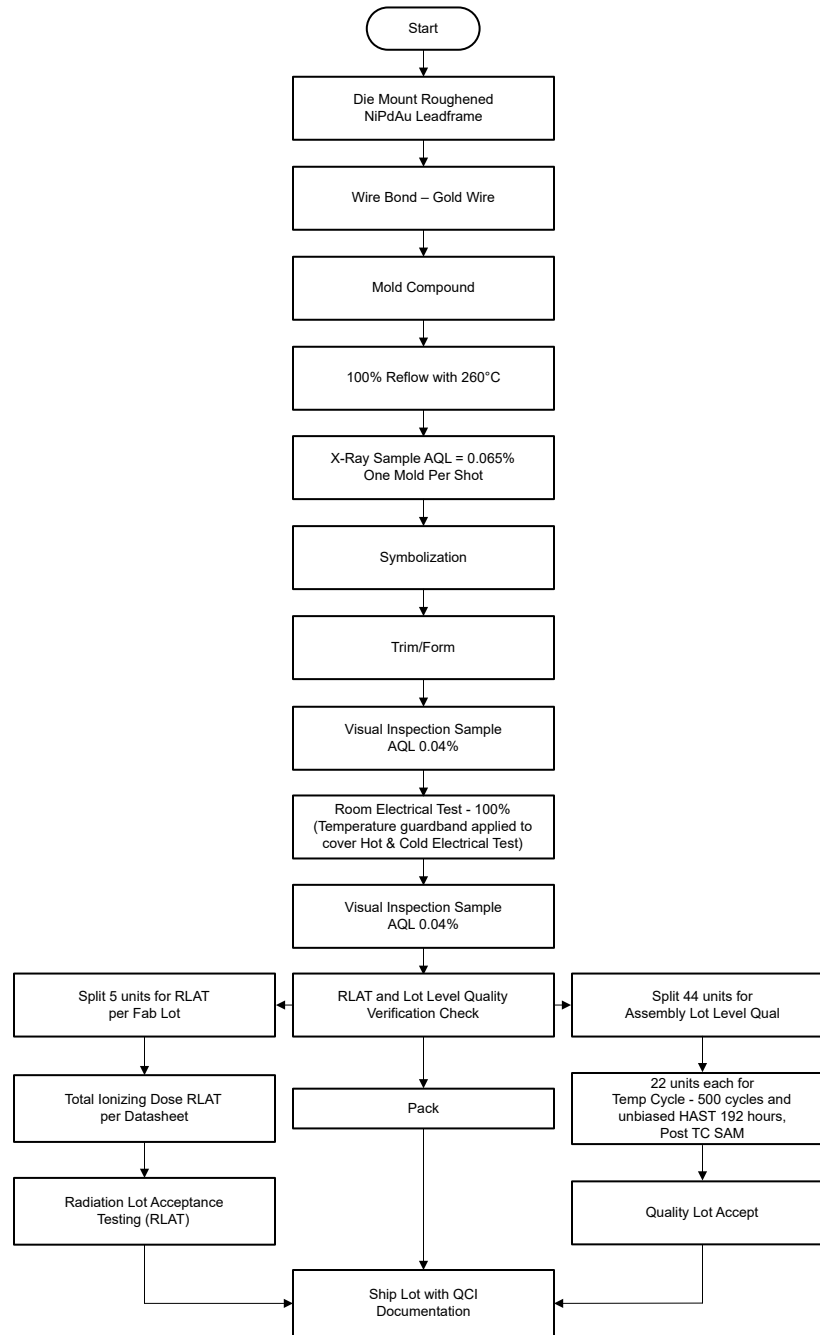 Start
Die Mount Roughened
NiPdAu Leadframe
Wire Bond – Gold Wire
Mold Compound
100% Reflow with 260°C
X-Ray Sample AQL = 0.065%
One Mold Per Shot
Symbolization
Trim/Form
Visual Inspection Sample
AQL 0.04%
Room Electrical Test - 100%
(Temperature guardband applied to
cover Hot & Cold Electrical Test)
Visual Inspection Sample
AQL 0.04%
Split 5 units for RLAT
per Fab Lot
RLAT and Lot Level Quality
Verification Check
Split 44 units for
Assembly Lot Level Qual
Total Ionizing Dose RLAT
per Datasheet
Pack
22 units each for
Temp Cycle - 500 cycles and
unbiased HAST 192 hours,
Post TC SAM
Radiation Lot Acceptance
Testing (RLAT)
Quality Lot Accept
Ship Lot with QCI
Documentation